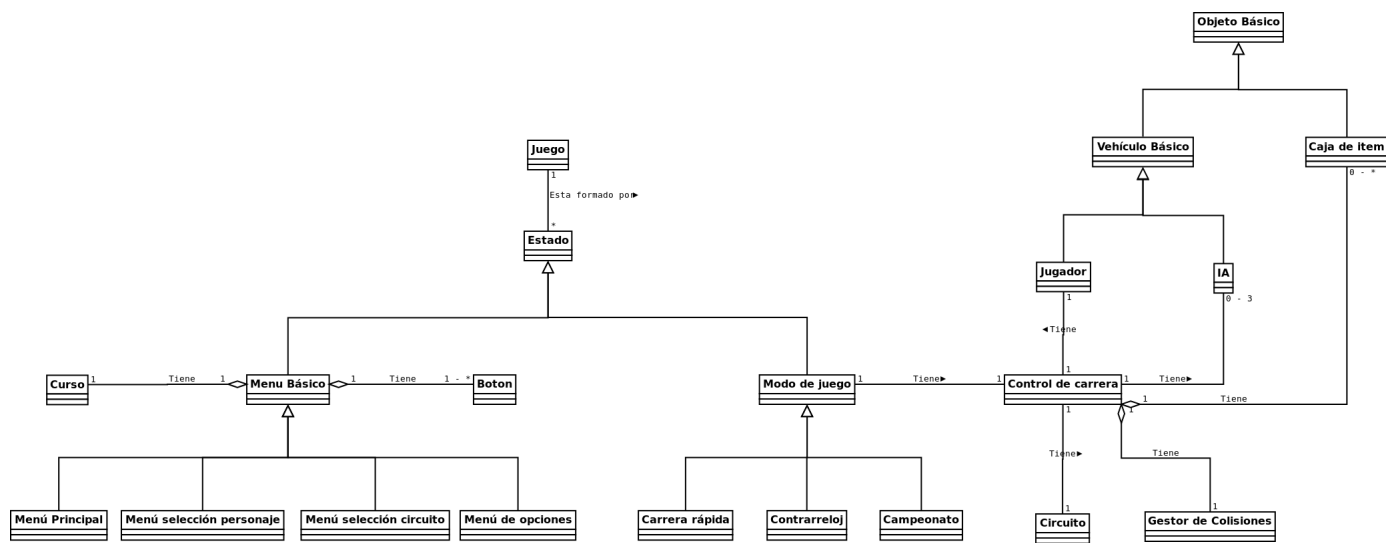 Objeto Básico
Vehículo Básico
Caja de item
0 - *
Juego
1
Esta formado por►
*
Estado
Jugador
1
IA
0 - 3
◄Tiene
1
Curso
1
Tiene
1
Menu Básico
1
Tiene
1 - *
Boton
Modo de juego
1
Tiene►
1
Control de carrera
1
Tiene►
1
Tiene
1
1
Tiene►
Tiene
Menú Principal
Menú selección personaje
Menú selección circuito
Menú de opciones
Carrera rápida
Contrarreloj
Campeonato
1
Circuito
1
Gestor de Colisiones